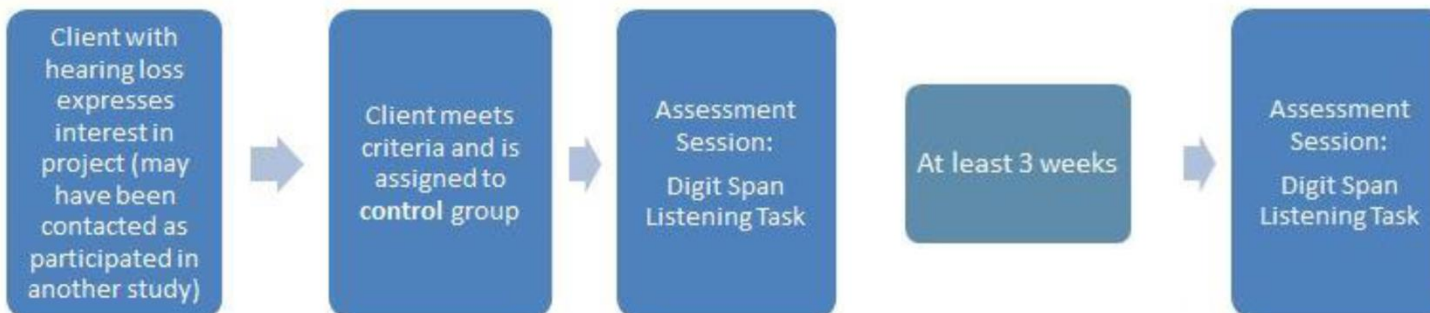 Client with
hearing loss
expresses
interest in
project (may
have been
contacted as
participated in
another study)
Client meets
criteria and is
assigned to
control group
Assessment
Session:
Digit Span
Listening Task
At least 3 weeks
Assessment
Session:
Digit Span
Listening Task